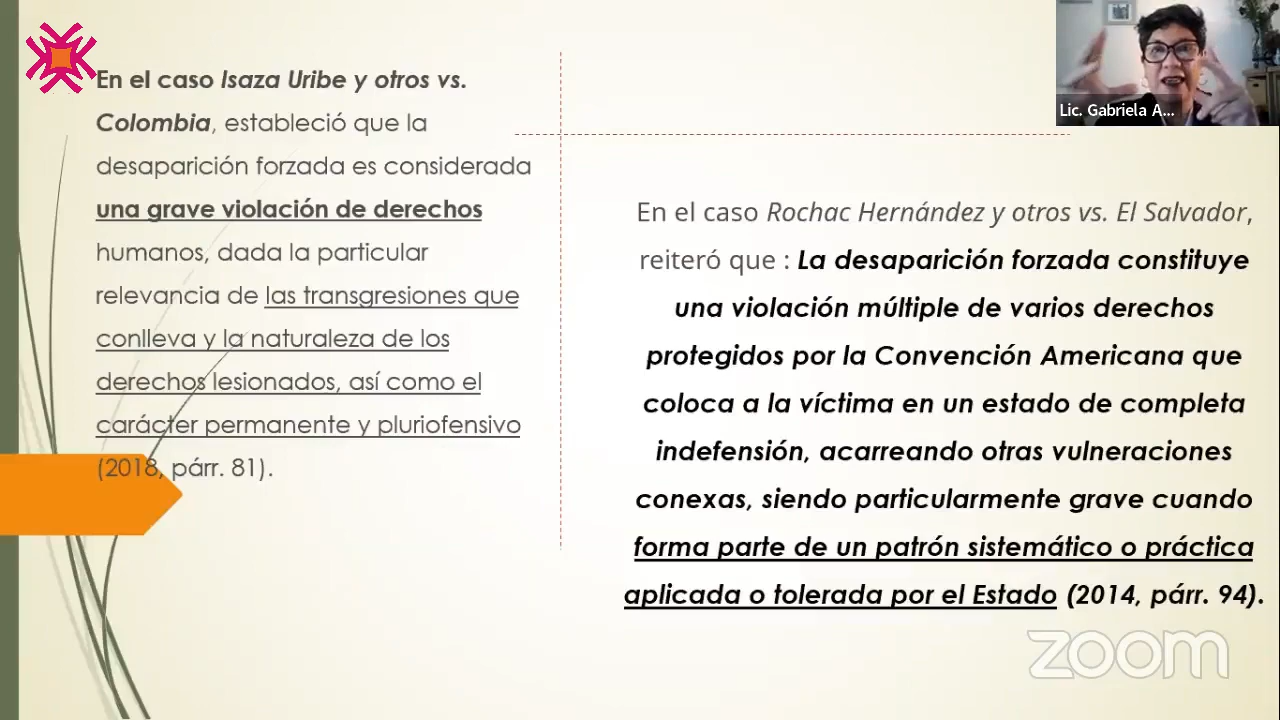 En el caso Isaza Uribe y otros vs.
Colombia, estableció que la
desaparición forzada es considerada
una grave violación de derechos
humanos, dada la particular
relevancia de las transgresiones que
conlleva y la naturaleza de los
derechos lesionados, así como el
carácter permanente y pluriofensivo
(2018, párr. 81).
Lic. Gabriela A...
En el caso Rochac Hernández y otros vs. El Salvador,
reiteró que : La desaparición forzada constituye
una violación múltiple de varios derechos
protegidos por la Convención Americana que
coloca a la víctima en un estado de completa
indefensión, acarreando otras vulneraciones
conexas, siendo particularmente grave cuando
forma parte de un patrón sistemático o práctica
aplicada o tolerada por el Estado (2014, párr. 94).
zoom